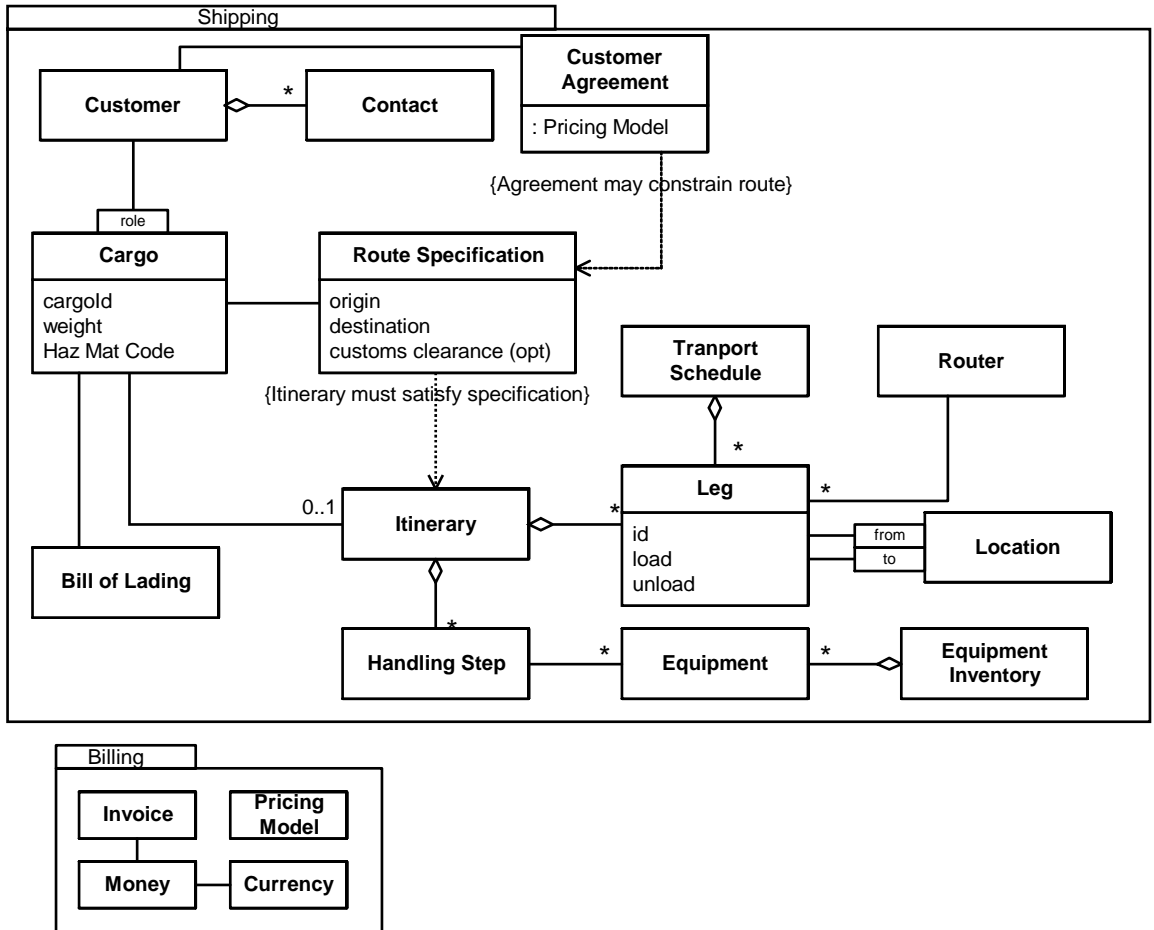 Shipping
Customer
*
Contact
Customer
Agreement
: Pricing Model
{Agreement may constrain route}
role
Cargo
cargoId
weight
Haz Mat Code
Route Specification
origin
destination
customs clearance (opt)
{Itinerary must satisfy specification}
Tranport
Schedule
*
Router
*
Leg
id
load
unload
from
to
Location
0..1
Itinerary
*
Bill of Lading
*
Handling Step
*
Equipment
*
Equipment
Inventory
Billing
Invoice
Pricing
Model
Money
Currency